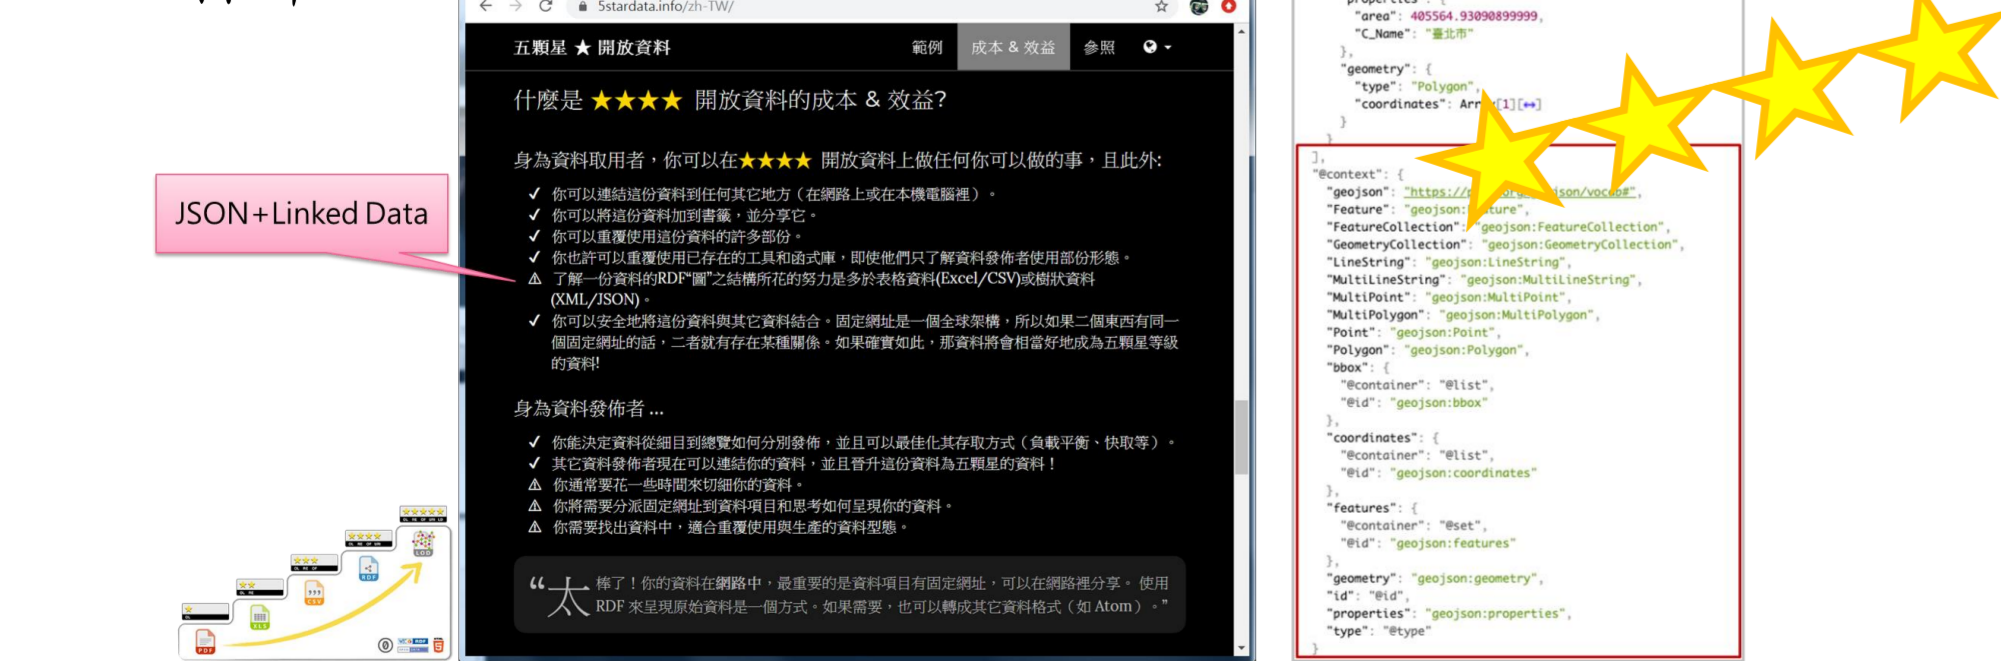 5stardata.info/zh-TW/
五顆星 ★ 開放資料
範例
成本 & 效益
參照
什麼是 ★★★★ 開放資料的成本 & 效益?
身為資料取用者，你可以在★★★★ 開放資料上做任何你可以做的事，且此外:
✓ 你可以連結這份資料到任何其它地方（在網路上或在本機電腦裡）。
✓ 你可以將這份資料加到書籤，並分享它。
✓ 你可以重覆使用這份資料的許多部份。
✓ 你也許可以重覆使用已存在的工具和函式庫，即使他們只了解資料發佈者使用部份形態。
⚠ 了解一份資料的RDF“圖”之結構所花的努力是多於表格資料(Excel/CSV)或樹狀資料
(XML/JSON)。
✓ 你可以安全地將這份資料與其它資料結合。固定網址是一個全球架構，所以如果二個東西有同一
個固定網址的話，二者就有存在某種關係。如果確實如此，那資料將會相當好地成為五顆星等級
的資料!
身為資料發佈者 ...
✓ 你能決定資料從細目到總覽如何分別發佈，並且可以最佳化其存取方式（負載平衡、快取等）。
✓ 其它資料發佈者現在可以連結你的資料，並且晉升這份資料為五顆星的資料！
⚠ 你通常要花一些時間來切細你的資料。
⚠ 你將需要分派固定網址到資料項目和思考如何呈現你的資料。
⚠ 你需要找出資料中，適合重覆使用與生產的資料型態。
“太棒了！你的資料在網路中，最重要的是資料項目有固定網址，可以在網路裡分享。 使用
RDF 來呈現原始資料是一個方式。如果需要，也可以轉成其它資料格式（如 Atom）。”
JSON+Linked Data
PDF
XLS
CSV
RDF
LOD
"area": 405564.93090899999,
"C_Name": "臺北市"
},
"geometry": {
"type": "Polygon",
"coordinates": Arr [1][↔]
}
}
],
"@context": {
"geojson": "https://p
"Feature": "geojson:
"FeatureCollection": "geojson:FeatureCollection",
"GeometryCollection": "geojson:GeometryCollection",
"LineString": "geojson:LineString",
"MultiLineString": "geojson:MultiLineString",
"MultiPoint": "geojson:MultiPoint",
"MultiPolygon": "geojson:MultiPolygon",
"Point": "geojson:Point",
"Polygon": "geojson:Polygon",
"bbox": {
"@container": "@list",
"@id": "geojson:bbox"
},
"coordinates": {
"@container": "@list",
"@id": "geojson:coordinates"
},
"features": {
"@container": "@set",
"@id": "geojson:features"
},
"geometry": "geojson:geometry",
"id": "@id",
"properties": "geojson:properties",
"type": "@type"
}